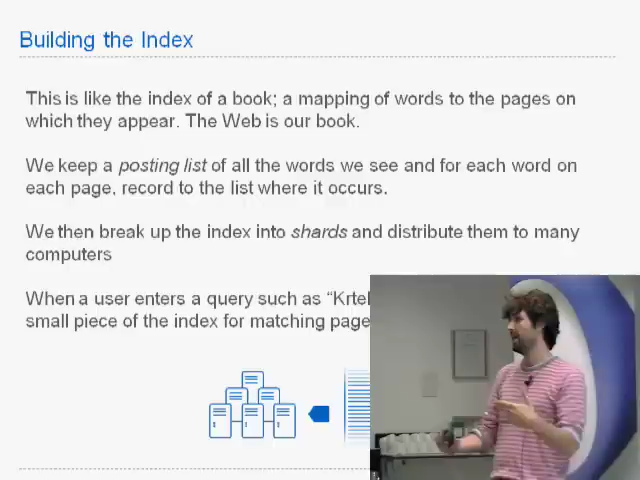 Building the Index
This is like the index of a book; a mapping of words to the pages on
which they appear. The Web is our book.
We keep a posting list of all the words we see and for each word on
each page, record to the list where it occurs.
We then break up the index into shards and distribute them to many
computers
When a user enters a query such as “Krtek
small piece of the index for matching page